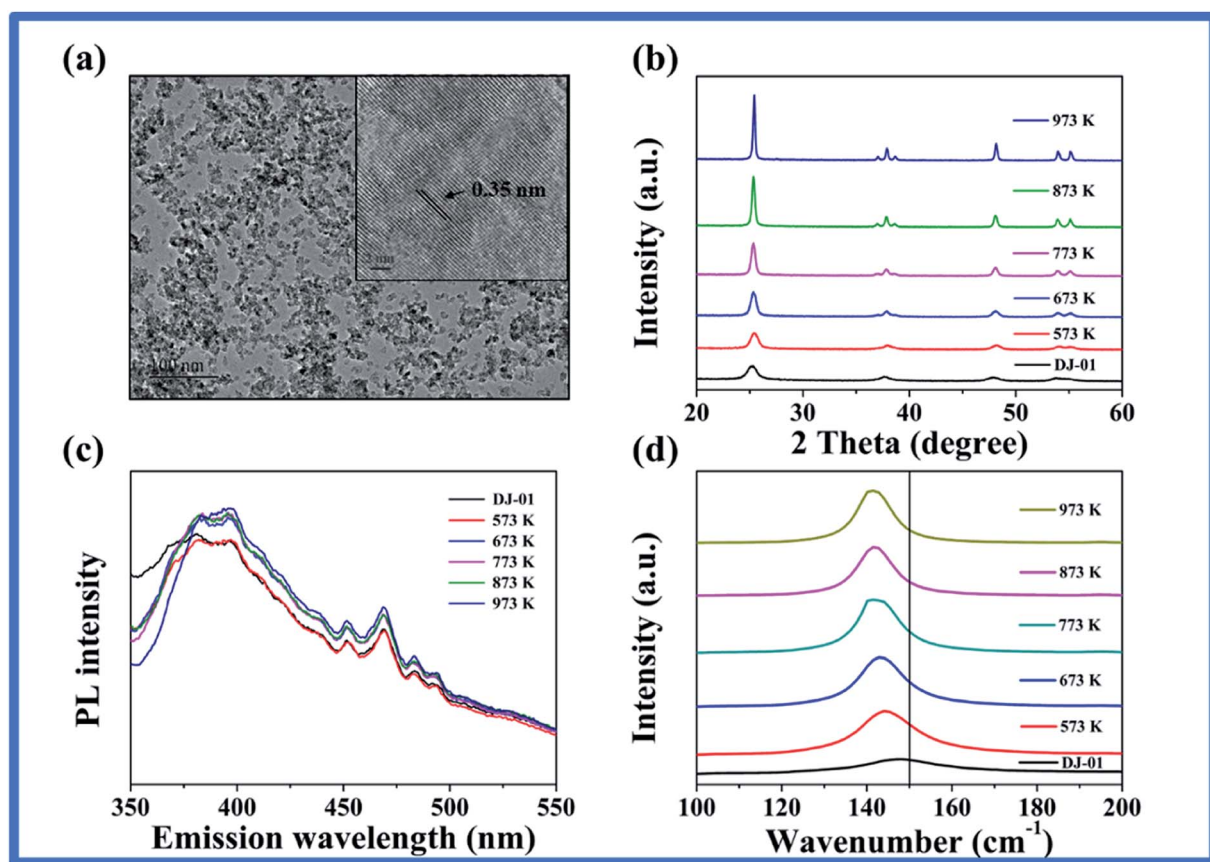 (a)
0.35 nm
2 nm
100 nm
(b)
Intensity (a.u.)
973 K
873 K
773 K
673 K
573 K
DJ-01
20 30 40 50 60
2 Theta (degree)
(c)
PL intensity
DJ-01
573 K
673 K
773 K
873 K
973 K
350 400 450 500 550
Emission wavelength (nm)
(d)
Intensity (a.u.)
973 K
873 K
773 K
673 K
573 K
DJ-01
100 120 140 160 180 200
Wavenumber (cm⁻¹)